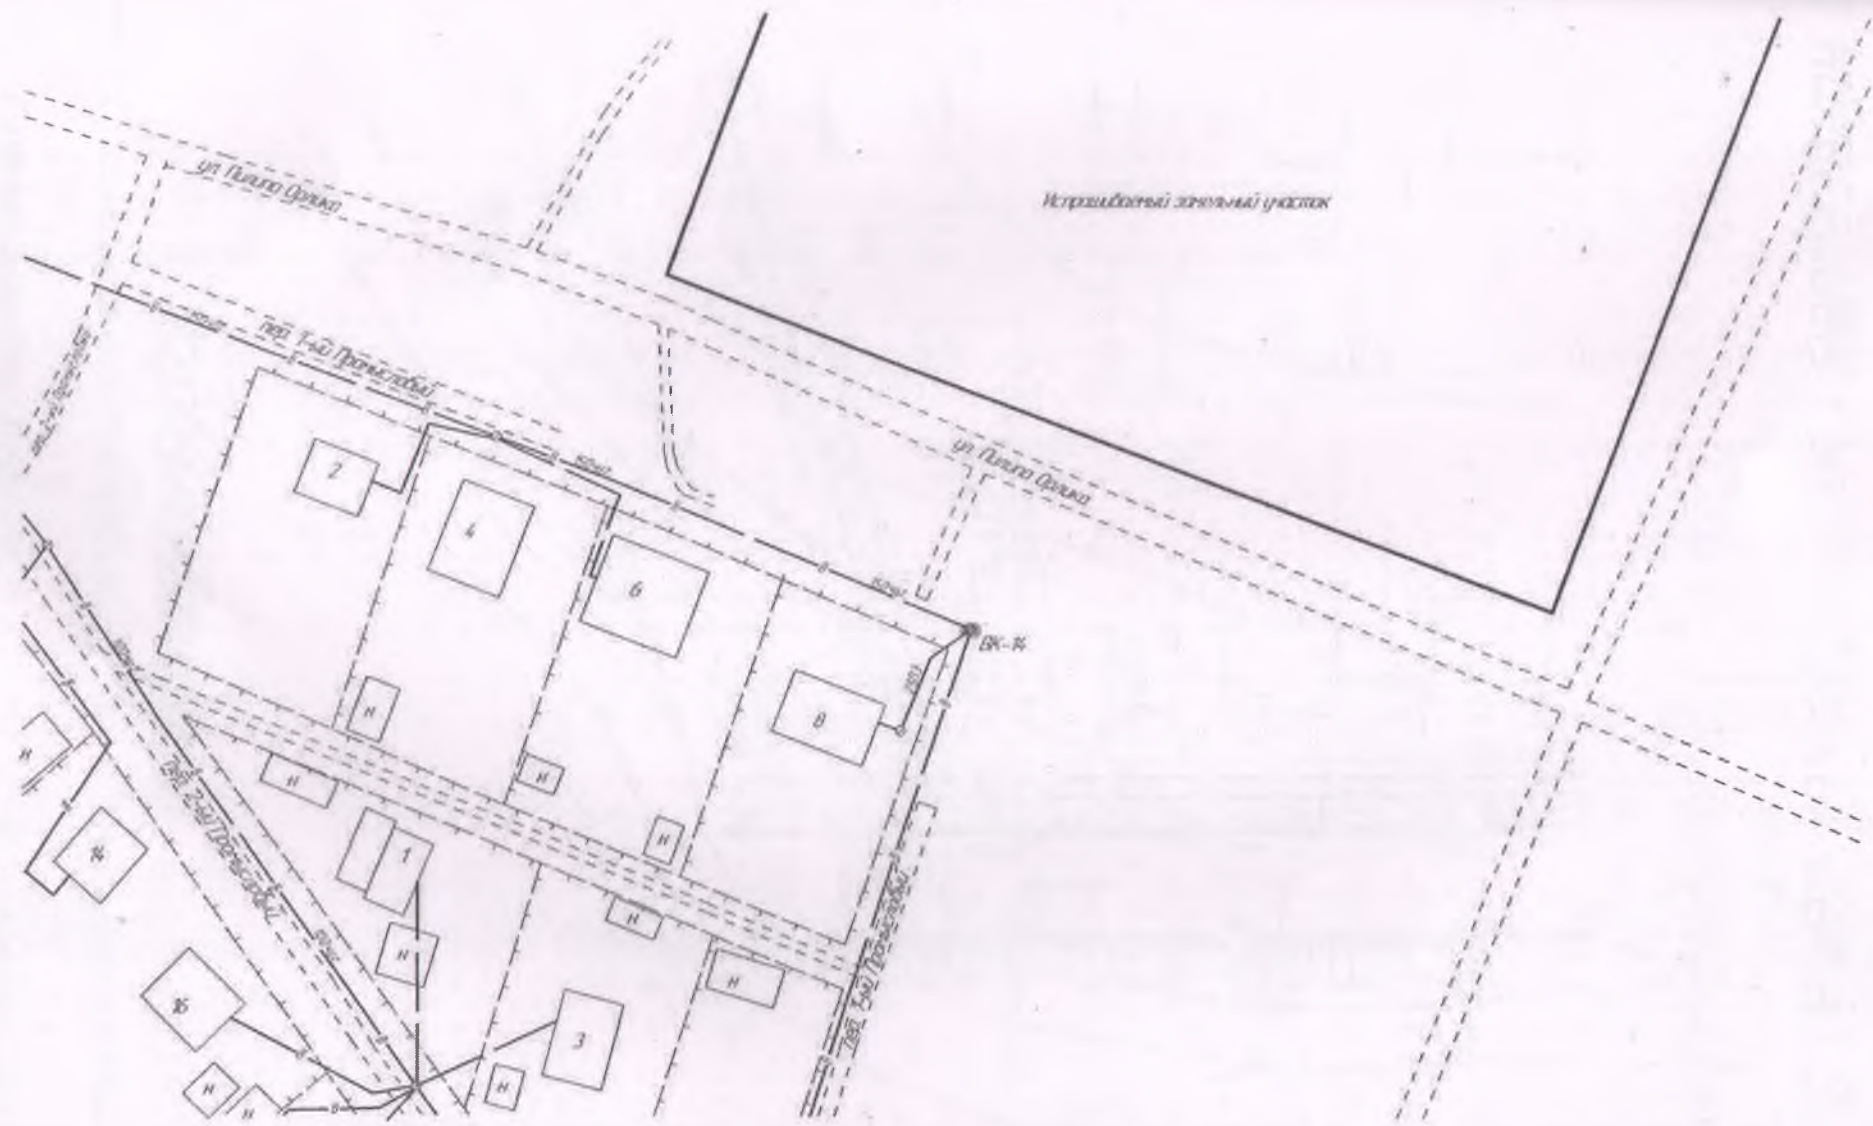 ул. Пилипа Орлика
Испрашиваемый земельный участок
пер. 1-ый Промысловый
ул. Пилипа Орлика
2
4
6
8
ВК-14
н
н
н
н
н
н
н
н
н
н
н
1
3
14
16
пер. 2-ый Промысловый
пер. 1-ый Промысловый